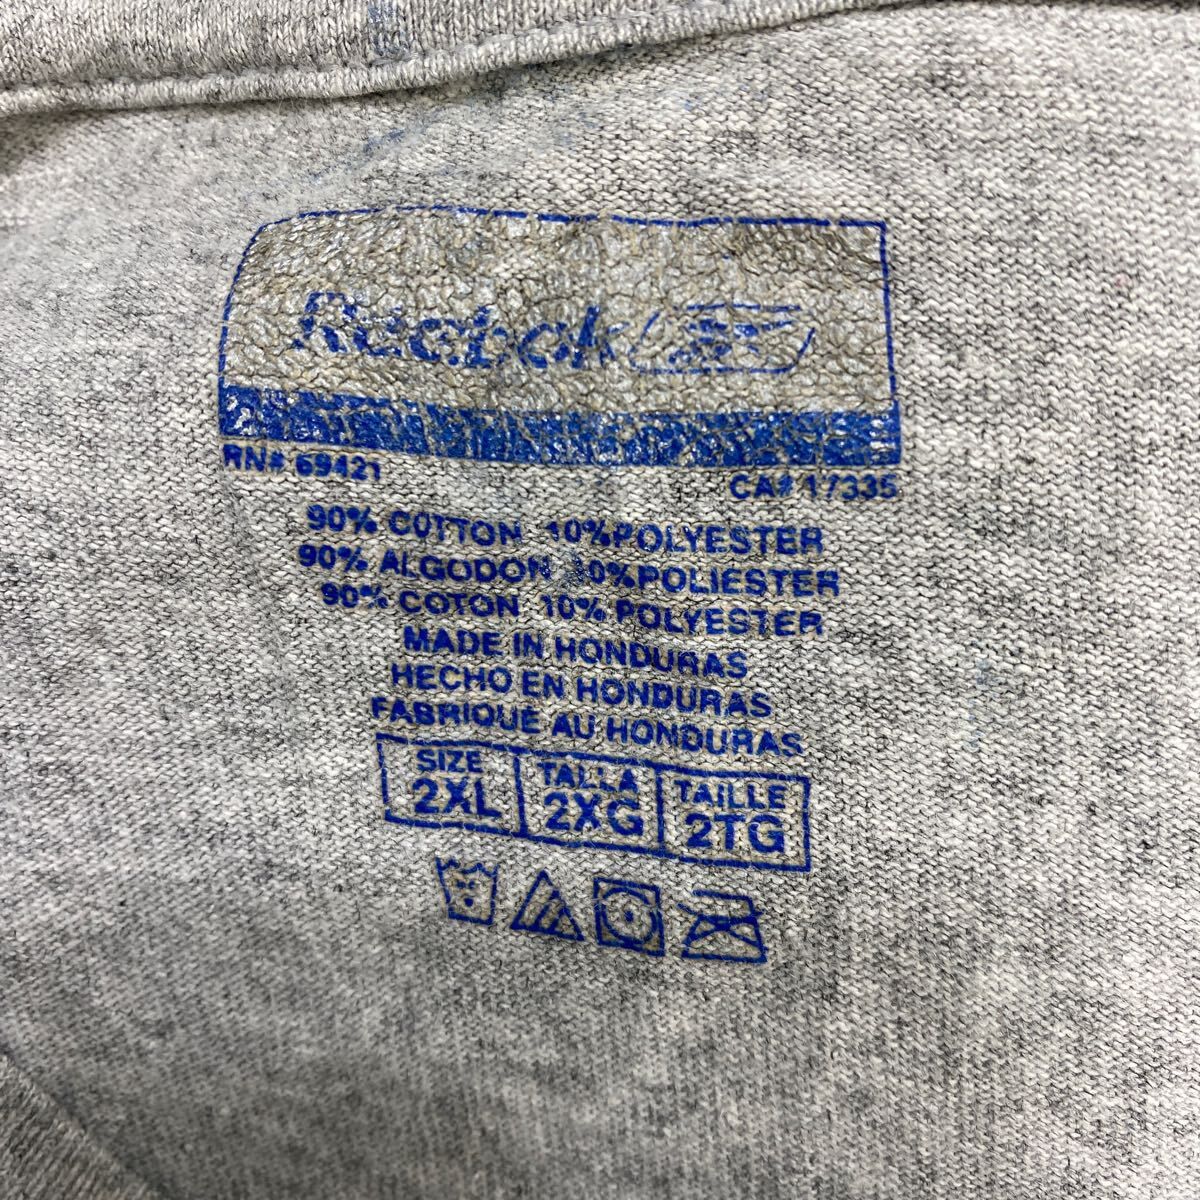 Reebok
RN# 69421
CA# 17335
90% COTTON 10% POLYESTER
90% ALGODON 10% POLIESTER
90% COTON 10% POLYESTER
MADE IN HONDURAS
HECHO EN HONDURAS
FABRIQUE AU HONDURAS
SIZE TALLA TAILLE
2XL 2XG 2TG